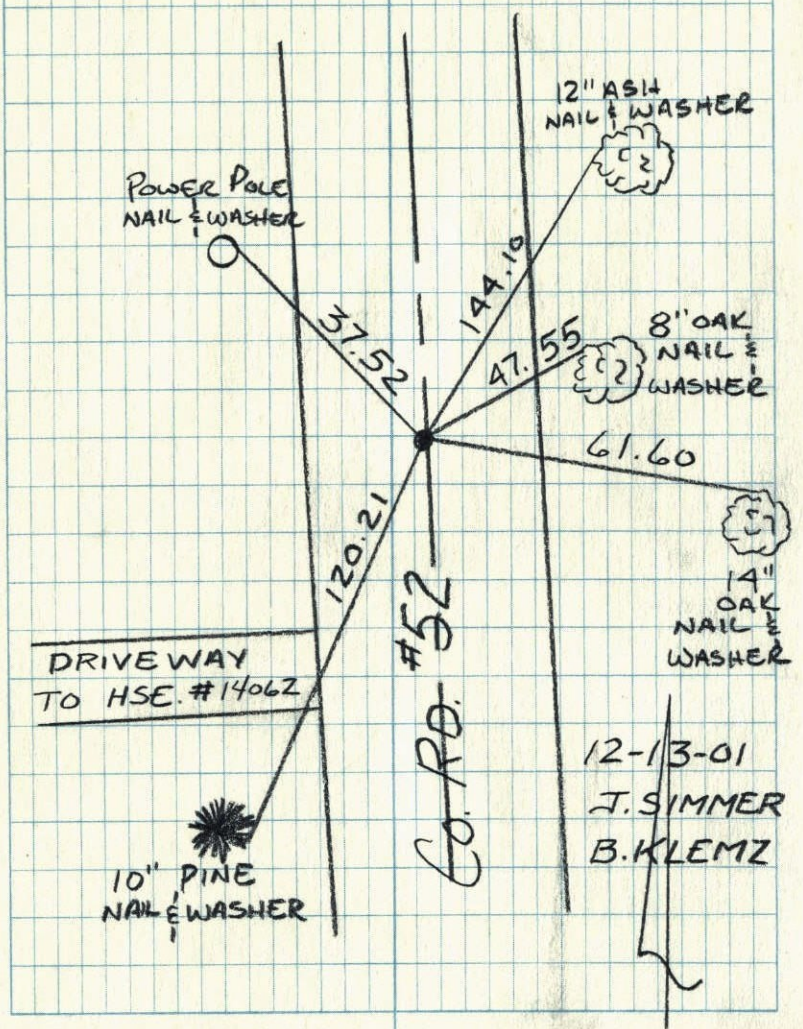 12" ASH
NAIL & WASHER
POWER POLE
NAIL & WASHER
144.10
37.52
8" OAK
NAIL &
WASHER
47.55
61.60
120.21
14"
OAK
NAIL &
WASHER
DRIVEWAY
TO HSE. #14062
CO. RD. #52
12-13-01
J. SIMMER
B. KLEMZ
10" PINE
NAIL & WASHER